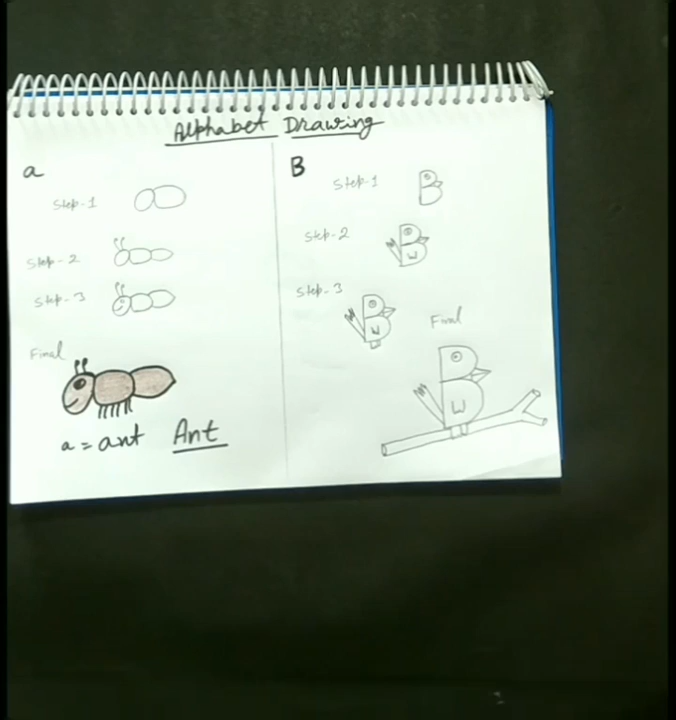 Alphabet Drawing
a
Step-1
Step-2
Step-3
Final
a = ant Ant
B
Step-1
B
Step-2
B
W
Step-3
B
W
Final
B
W